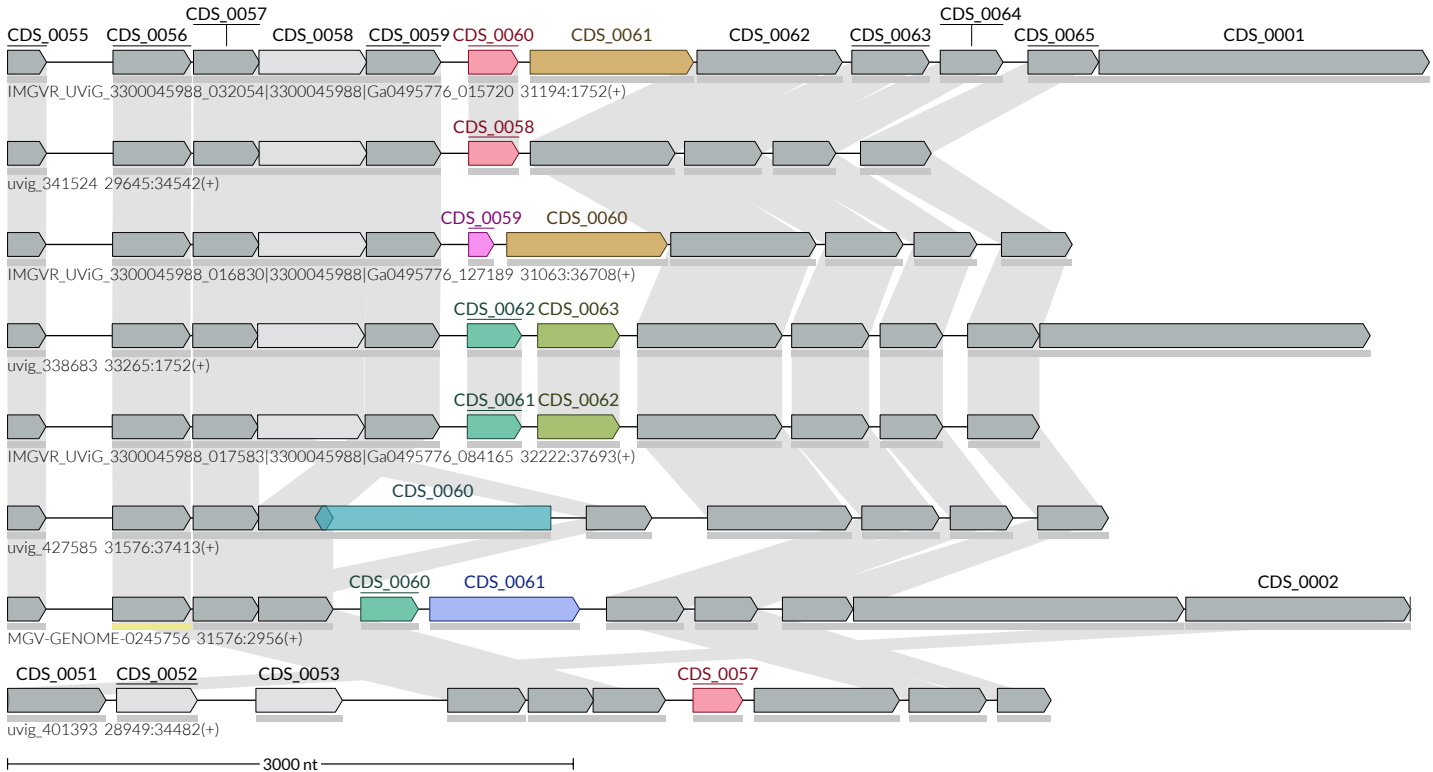 CDS_0057 CDS_0064
CDS_0055 CDS_0056 CDS_0058 CDS_0059 CDS_0060 CDS_0061 CDS_0062 CDS_0063 CDS_0065 CDS_0001
IMGVR_UViG_3300045988_032054|3300045988|Ga0495776_015720 31194:1752(+)
CDS_0058
uvig_341524 29645:34542(+)
CDS_0059 CDS_0060
IMGVR_UViG_3300045988_016830|3300045988|Ga0495776_127189 31063:36708(+)
CDS_0062 CDS_0063
uvig_338683 33265:1752(+)
CDS_0061 CDS_0062
IMGVR_UViG_3300045988_017583|3300045988|Ga0495776_084165 32222:37693(+)
CDS_0060
uvig_427585 31576:37413(+)
CDS_0060 CDS_0061 CDS_0002
MGV-GENOME-0245756 31576:2956(+)
CDS_0051 CDS_0052 CDS_0053 CDS_0057
uvig_401393 28949:34482(+)
3000 nt